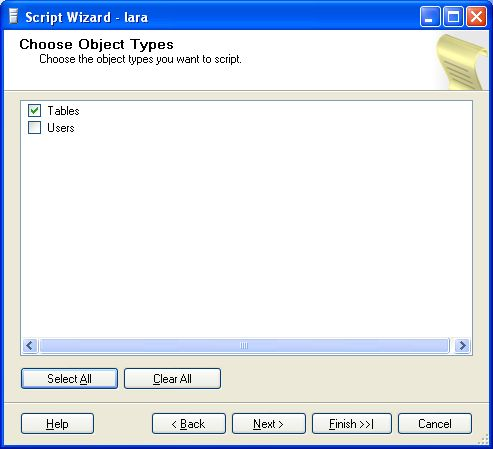 Script Wizard - lara
Choose Object Types
Choose the object types you want to script.
Tables
Users
Select All
Clear All
Help
< Back
Next >
Finish >>|
Cancel